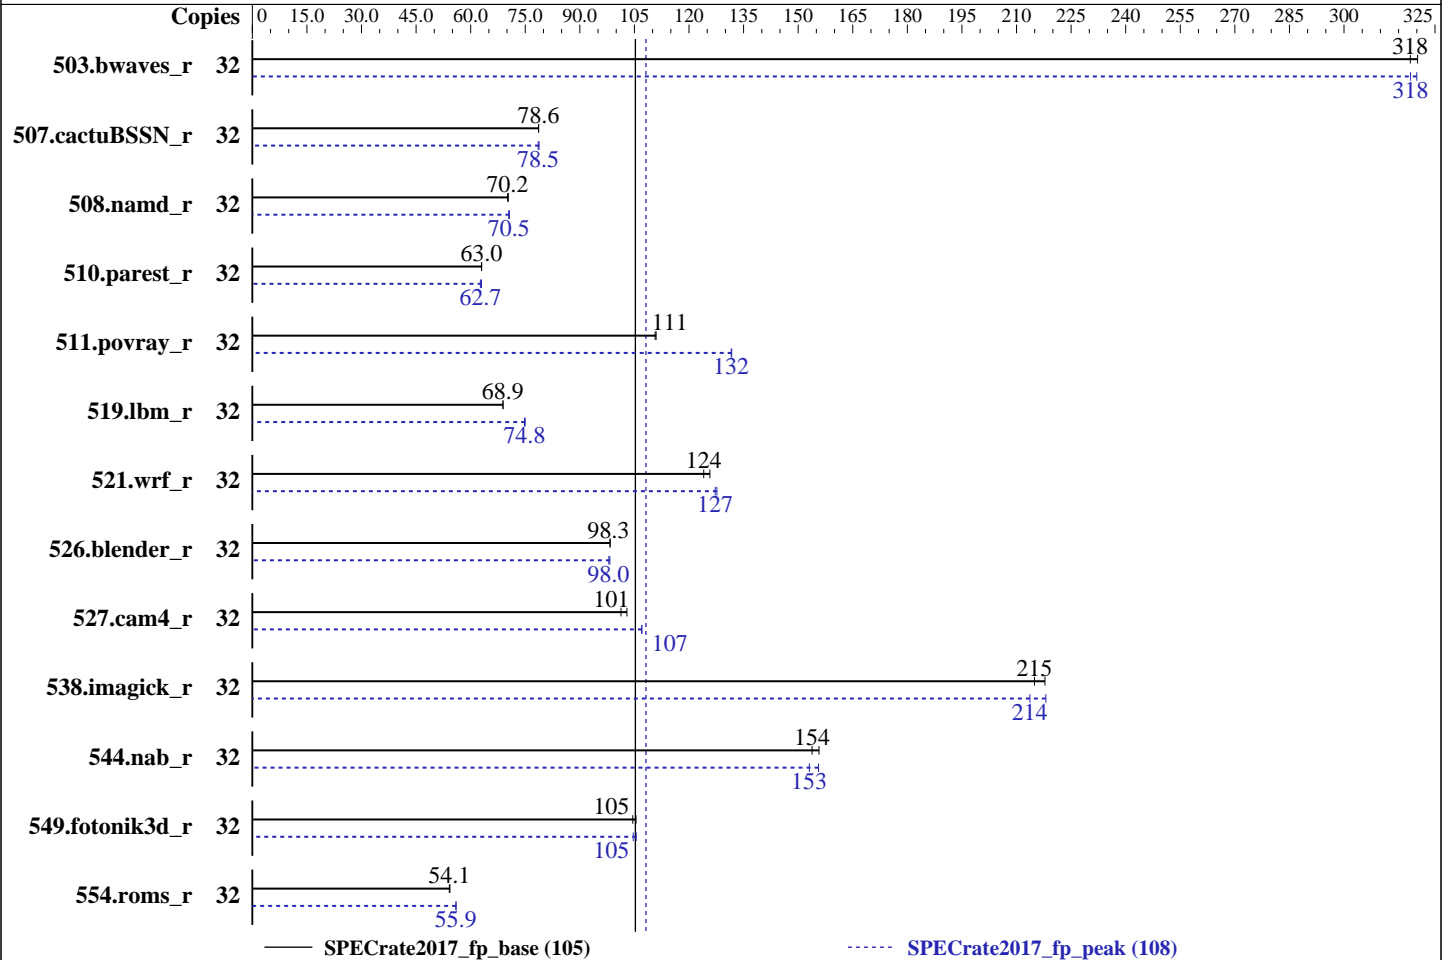 Copies 0 15.0 30.0 45.0 60.0 75.0 90.0 105 120 135 150 165 180 195 210 225 240 255 270 285 300 325
318
503.bwaves_r 32
318
78.6
507.cactuBSSN_r 32
78.5
70.2
508.namd_r 32
70.5
63.0
510.parest_r 32
62.7
111
511.povray_r 32
132
68.9
519.lbm_r 32
74.8
124
521.wrf_r 32
127
98.3
526.blender_r 32
98.0
101
527.cam4_r 32
107
215
538.imagick_r 32
214
154
544.nab_r 32
153
105
549.fotonik3d_r 32
105
54.1
554.roms_r 32
55.9
SPECrate2017_fp_base (105) SPECrate2017_fp_peak (108)